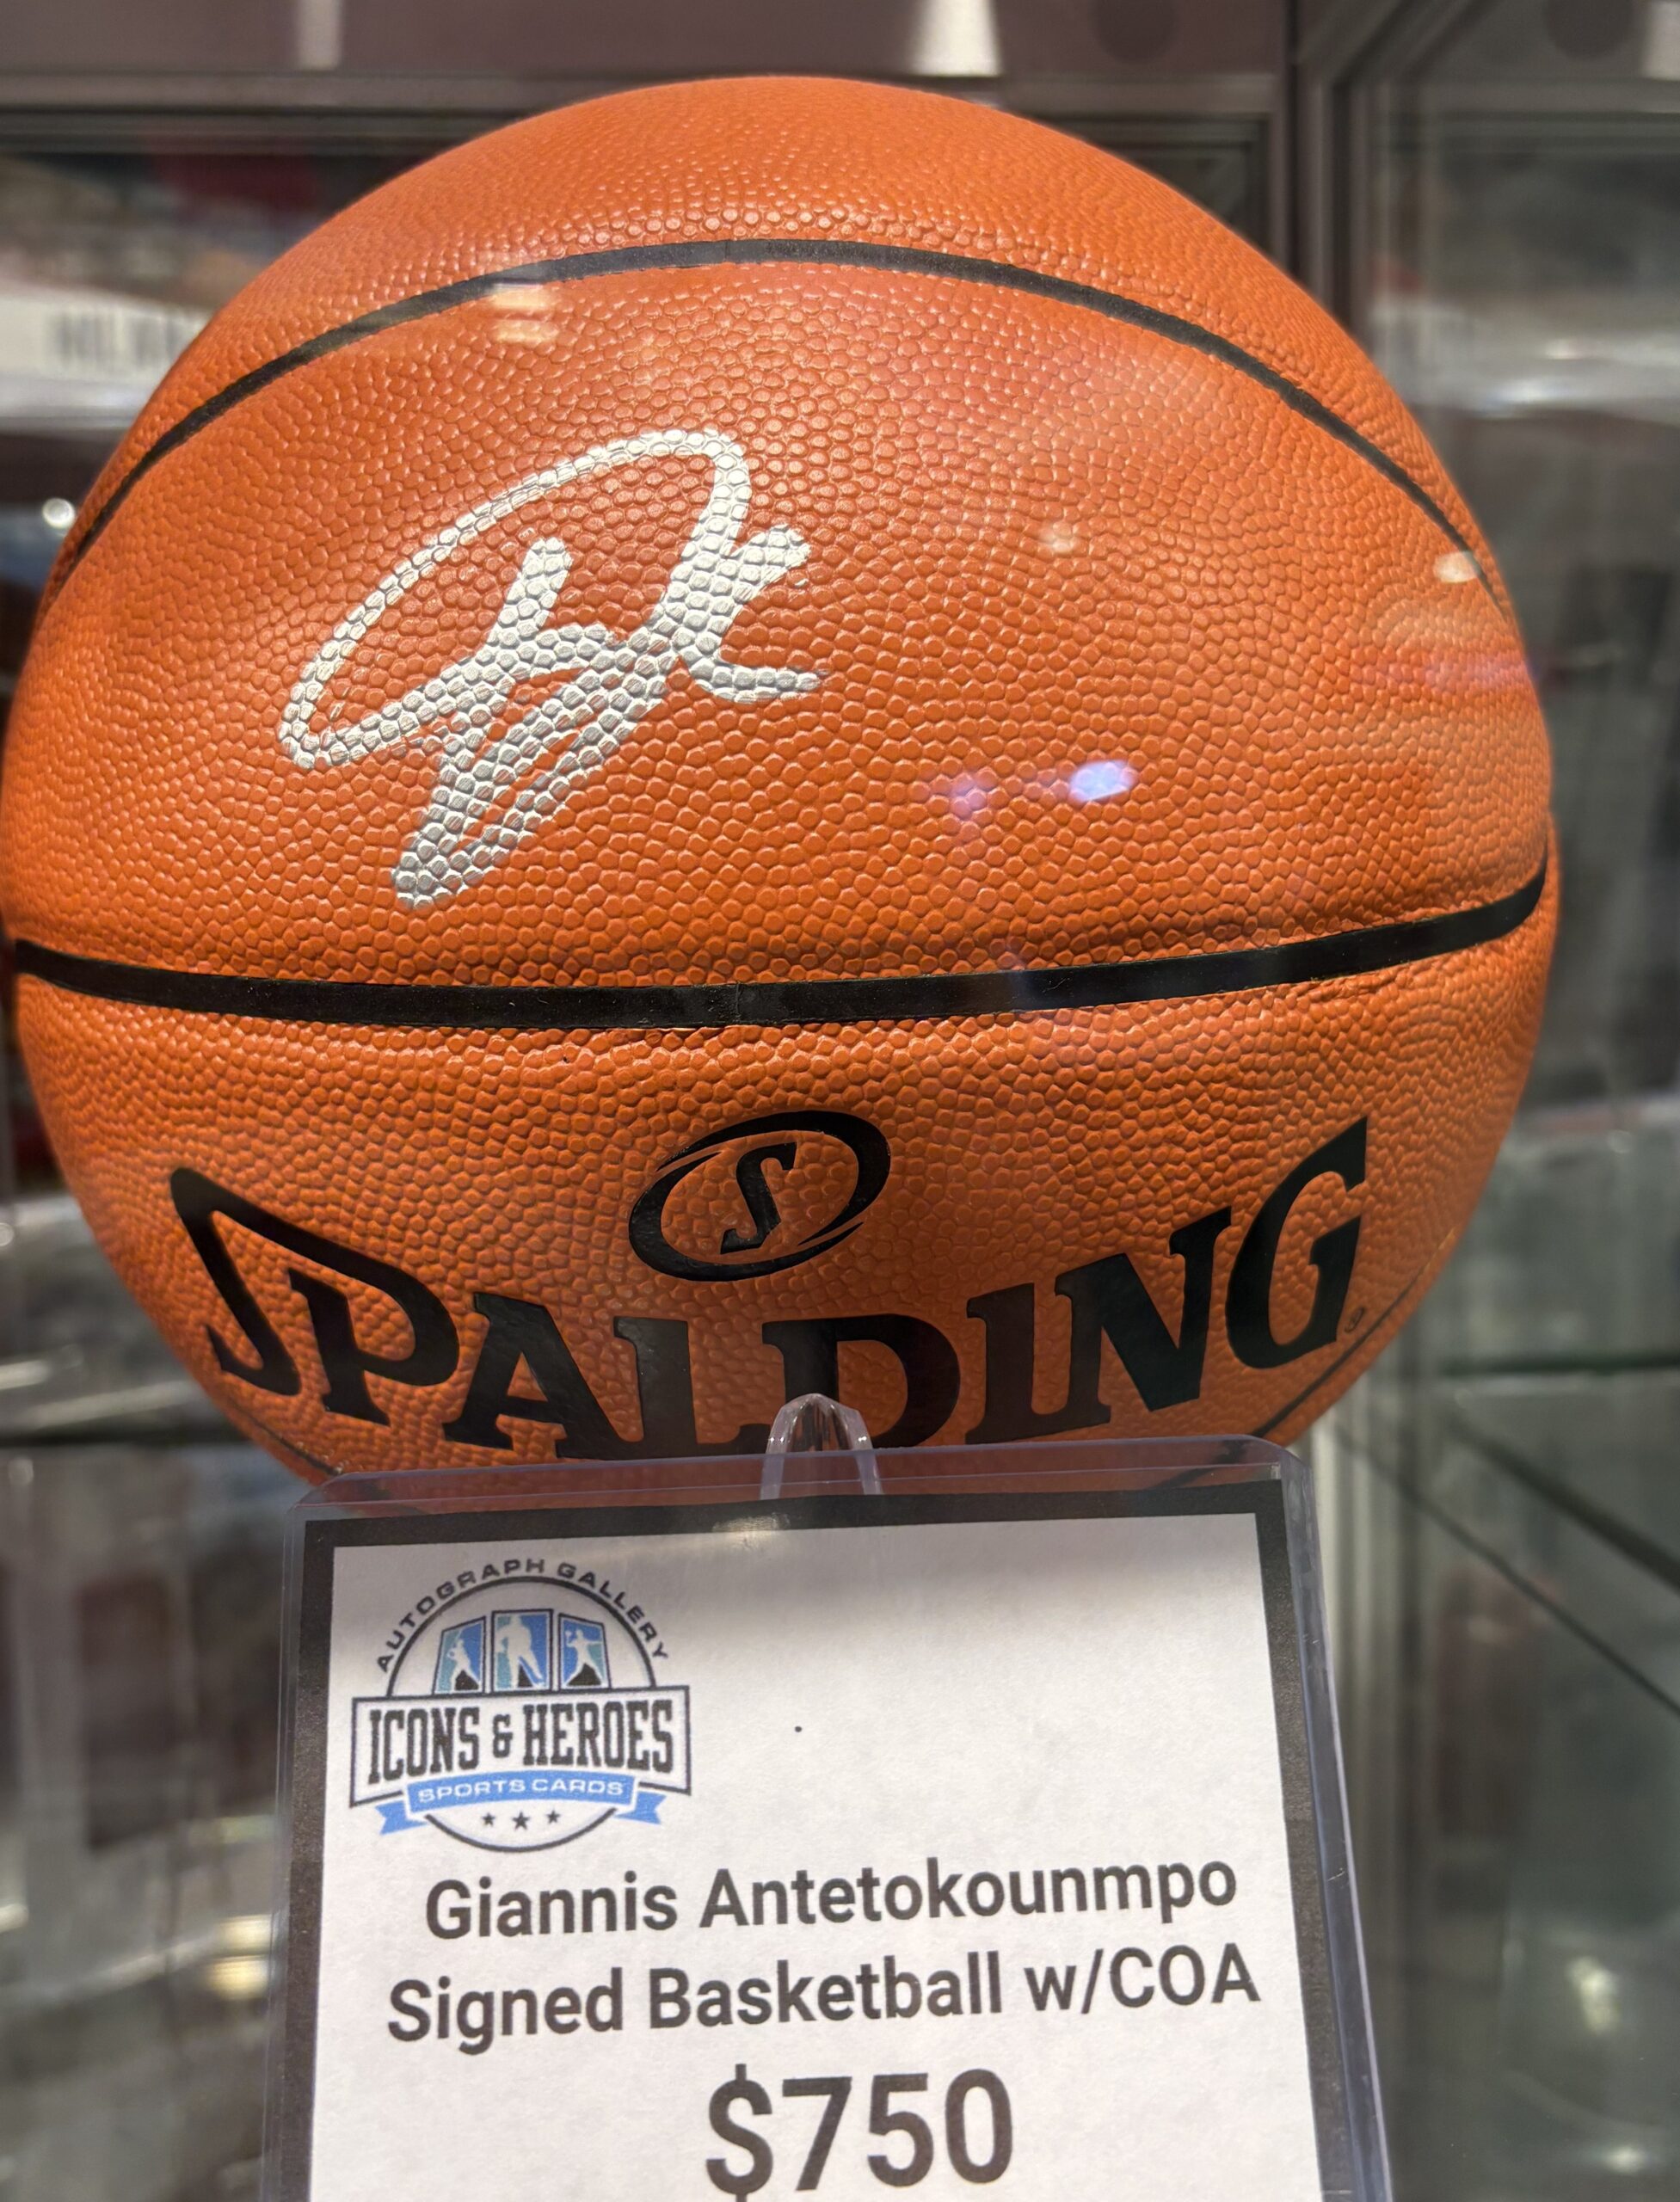 S
SPALDING
AUTOGRAPH GALLERY
ICONS & HEROES
SPORTS CARDS
Giannis Antetokounmpo
Signed Basketball w/COA
$750